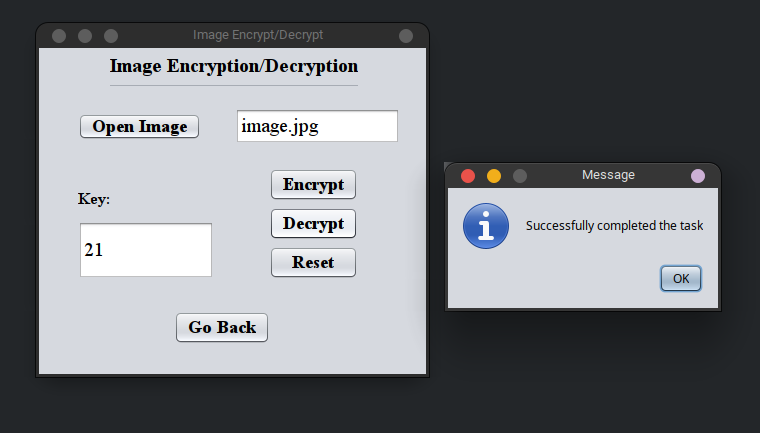 Image Encrypt/Decrypt
Image Encryption/Decryption
Open Image
image.jpg
Key:
21
Encrypt
Decrypt
Reset
Go Back
Message
Successfully completed the task
OK